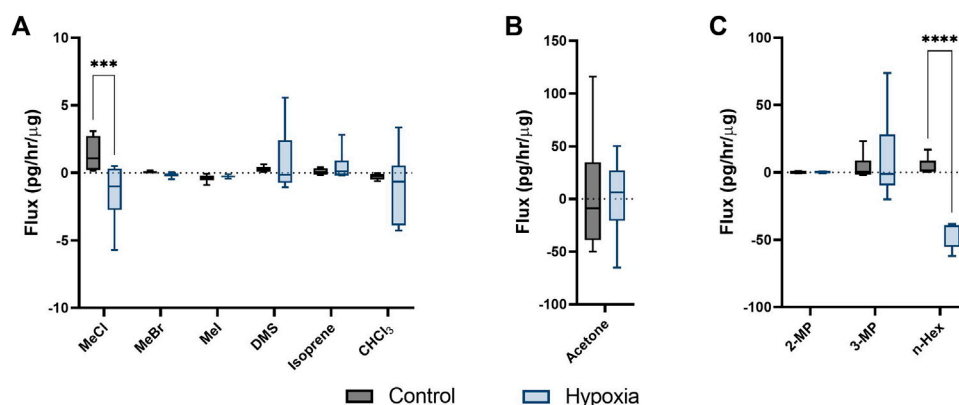 A
Flux (pg/hr/μg)
10
5
0
-5
-10
***
MeCl
MeBr
MeI
DMS
Isoprene
CHCl₃
B
Flux (pg/hr/μg)
150
100
50
0
-50
-100
Acetone
C
Flux (pg/hr/μg)
100
50
0
-50
-100
****
2-MP
3-MP
n-Hex
Control
Hypoxia